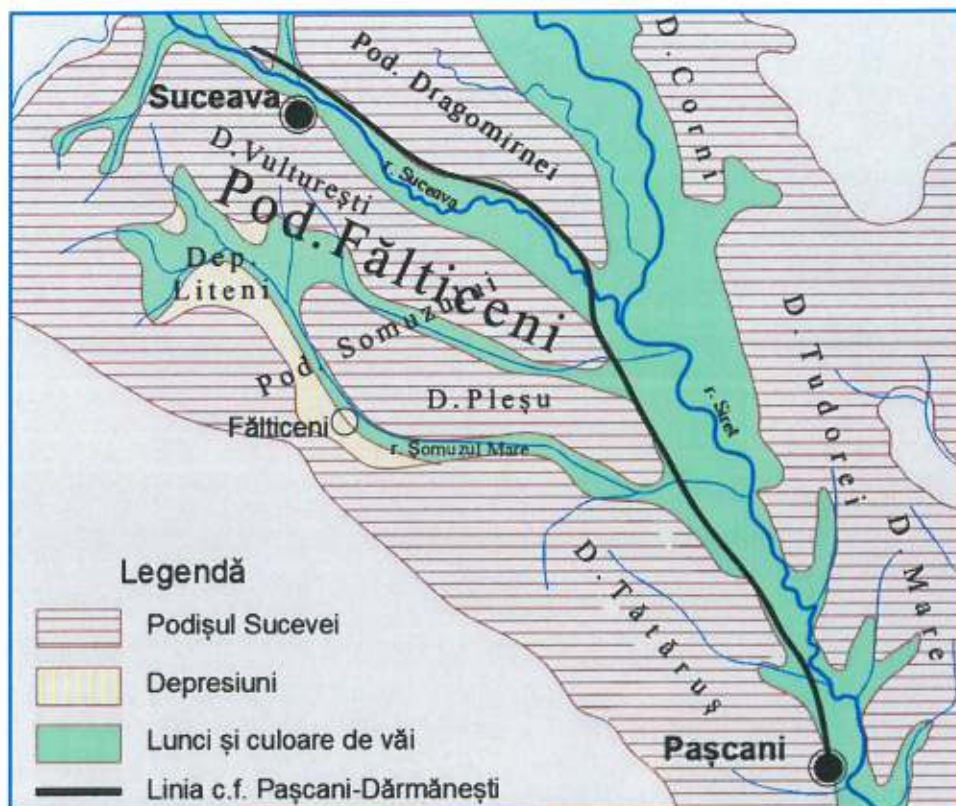 Suceava
Pod. Dragomirnei
D. Corni
D. Vulturești
r. Suceava
Pod. Fălticeni
Dep.
Liteni
Pod. Somuzului
D. Pleșu
Fălticeni
r. Somuzul Mare
r. Siret
D. Tudorei
D. Mare
D. Tătăruș
Pașcani
Legendă
Podișul Sucevei
Depresiuni
Lunci și culoare de văi
Linia c.f. Pașcani-Dărmănești